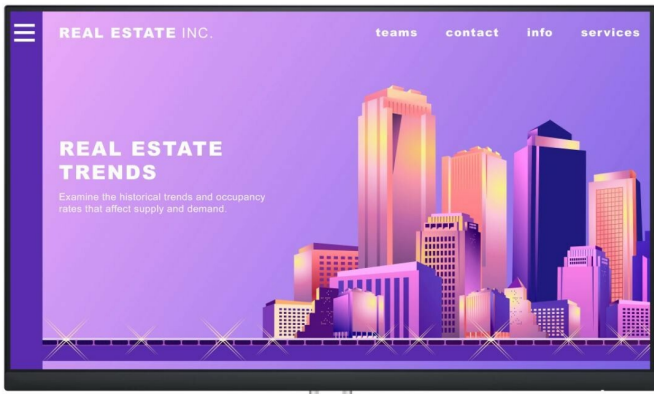 REAL ESTATE INC.
teams contact info services
REAL ESTATE
TRENDS
Examine the historical trends and occupancy
rates that affect supply and demand.